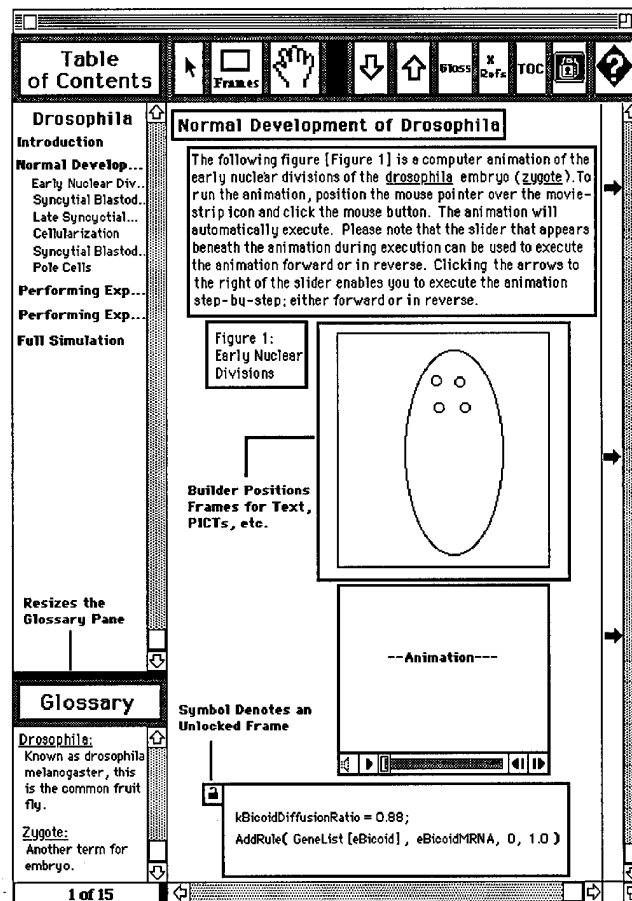 Table
of Contents
Frames
Gloss
X
Refs
TOC
?
Drosophila
Introduction
Normal Develop...
Early Nuclear Div..
Syncytial Blastod..
Late Syncyctial...
Cellularization
Syncytial Blastod..
Pole Cells
Performing Exp...
Performing Exp...
Full Simulation
Normal Development of Drosophila
The following figure [Figure 1] is a computer animation of the
early nuclear divisions of the drosophila embryo (zygote).To
run the animation, position the mouse pointer over the movie-
strip icon and click the mouse button. The animation will
automatically execute. Please note that the slider that appears
beneath the animation during execution can be used to execute
the animation forward or in reverse. Clicking the arrows to
the right of the slider enables you to execute the animation
step-by-step; either forward or in reverse.
Figure 1:
Early Nuclear
Divisions
Builder Positions
Frames for Text,
PICTs, etc.
Resizes the
Glossary Pane
--Animation---
Glossary
Symbol Denotes an
Unlocked Frame
Drosophila:
Known as drosophila
melanogaster, this
is the common fruit
fly.
Zygote:
Another term for
embryo.
kBicoidDiffusionRatio = 0.88;
AddRule( GeneList [eBicoid] , eBicoidMRNA, 0, 1.0 )
1 of 15